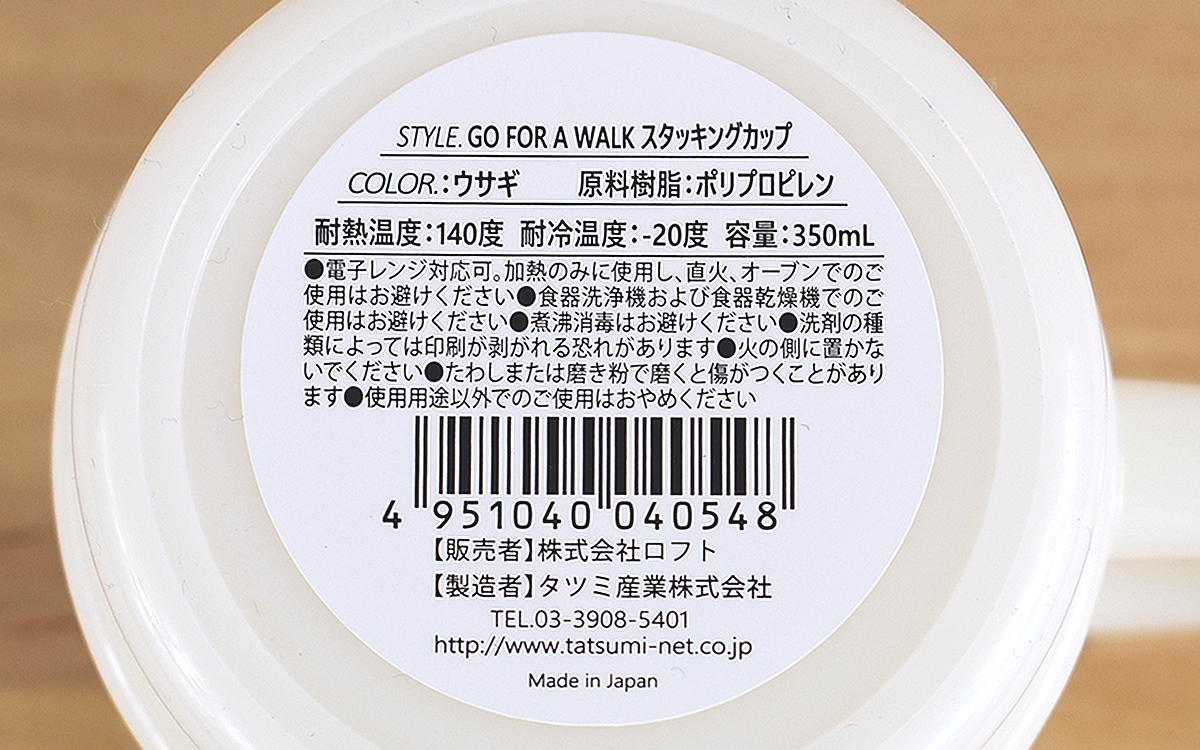 STYLE. GO FOR A WALK スタッキングカップ
COLOR.：ウサギ 原料樹脂：ポリプロピレン
耐熱温度：140度 耐冷温度：-20度 容量：350mL
●電子レンジ対応可。加熱のみに使用し、直火、オーブンでのご
使用はお避けください●食器洗浄機および食器乾燥機でのご
使用はお避けください●煮沸消毒はお避けください●洗剤の種
類によっては印刷が剥がれる恐れがあります●火の側に置かな
いでください●たわしまたは磨き粉で磨くと傷がつくことがあり
ます●使用用途以外でのご使用はおやめください
4 951040 040548
【販売者】株式会社ロフト
【製造者】タツミ産業株式会社
TEL.03-3908-5401
http://www.tatsumi-net.co.jp
Made in Japan